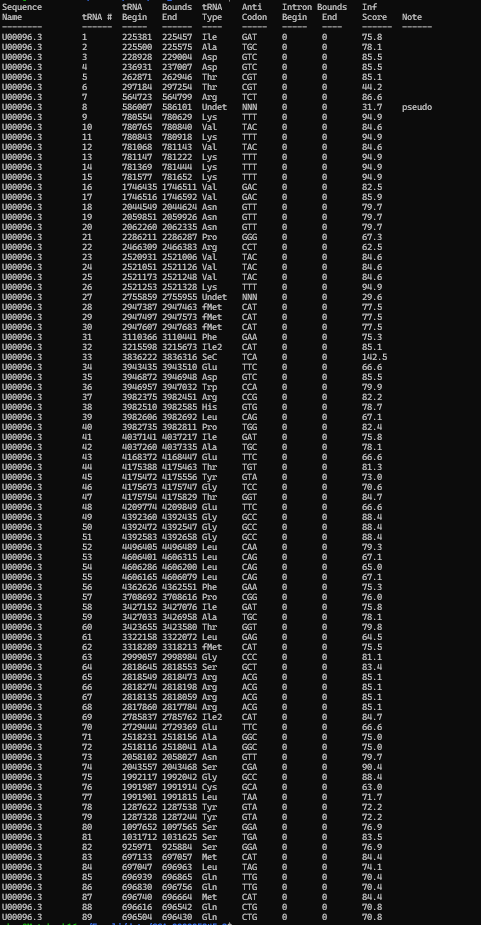 Sequence tRNA Bounds tRNA Anti Intron Bounds Inf
Name tRNA # Begin End Type Codon Begin End Score Note
-------- ------ ----- ------ ---- ----- ----- ---- ------ ------
U00096.3 1 225381 225457 Ile GAT 0 0 75.8
U00096.3 2 225500 225575 Ala TGC 0 0 78.1
U00096.3 3 228928 229004 Asp GTC 0 0 85.5
U00096.3 4 236931 237007 Asp GTC 0 0 85.5
U00096.3 5 262871 262946 Thr CGT 0 0 85.1
U00096.3 6 297184 297254 Thr CGT 0 0 44.2
U00096.3 7 564723 564799 Arg TCT 0 0 86.6
U00096.3 8 586007 586101 Undet NNN 0 0 31.7 pseudo
U00096.3 9 780554 780629 Lys TTT 0 0 94.9
U00096.3 10 780765 780840 Val TAC 0 0 84.6
U00096.3 11 780843 780918 Lys TTT 0 0 94.9
U00096.3 12 781068 781143 Val TAC 0 0 84.6
U00096.3 13 781147 781222 Lys TTT 0 0 94.9
U00096.3 14 781369 781444 Lys TTT 0 0 94.9
U00096.3 15 781577 781652 Lys TTT 0 0 94.9
U00096.3 16 1746435 1746511 Val GAC 0 0 82.5
U00096.3 17 1746516 1746592 Val GAC 0 0 85.9
U00096.3 18 2044549 2044624 Asn GTT 0 0 79.7
U00096.3 19 2059851 2059926 Asn GTT 0 0 79.7
U00096.3 20 2062260 2062335 Asn GTT 0 0 79.7
U00096.3 21 2286211 2286287 Pro GGG 0 0 67.3
U00096.3 22 2466309 2466383 Arg CCT 0 0 62.5
U00096.3 23 2520931 2521006 Val TAC 0 0 84.6
U00096.3 24 2521051 2521126 Val TAC 0 0 84.6
U00096.3 25 2521173 2521248 Val TAC 0 0 84.6
U00096.3 26 2521253 2521328 Lys TTT 0 0 94.9
U00096.3 27 2755859 2755955 Undet NNN 0 0 29.6
U00096.3 28 2947387 2947463 fMet CAT 0 0 77.5
U00096.3 29 2947497 2947573 fMet CAT 0 0 77.5
U00096.3 30 2947607 2947683 fMet CAT 0 0 77.5
U00096.3 31 3110366 3110441 Phe GAA 0 0 75.3
U00096.3 32 3215598 3215673 Ile2 CAT 0 0 85.1
U00096.3 33 3836222 3836316 SeC TCA 0 0 142.5
U00096.3 34 3943435 3943510 Glu TTC 0 0 66.6
U00096.3 35 3946872 3946948 Asp GTC 0 0 85.5
U00096.3 36 3946957 3947032 Trp CCA 0 0 79.9
U00096.3 37 3982375 3982451 Arg CCG 0 0 82.2
U00096.3 38 3982510 3982585 His GTG 0 0 78.7
U00096.3 39 3982606 3982692 Leu CAG 0 0 67.1
U00096.3 40 3982735 3982811 Pro TGG 0 0 82.4
U00096.3 41 4037141 4037217 Ile GAT 0 0 75.8
U00096.3 42 4037260 4037335 Ala TGC 0 0 78.1
U00096.3 43 4168372 4168447 Glu TTC 0 0 66.6
U00096.3 44 4175388 4175463 Thr TGT 0 0 81.3
U00096.3 45 4175472 4175556 Tyr GTA 0 0 73.0
U00096.3 46 4175673 4175747 Gly TCC 0 0 70.6
U00096.3 47 4175754 4175829 Thr GGT 0 0 84.7
U00096.3 48 4209774 4209849 Glu TTC 0 0 66.6
U00096.3 49 4392360 4392435 Gly GCC 0 0 88.4
U00096.3 50 4392472 4392547 Gly GCC 0 0 88.4
U00096.3 51 4392583 4392658 Gly GCC 0 0 88.4
U00096.3 52 4496405 4496489 Leu CAA 0 0 79.3
U00096.3 53 4606401 4606315 Leu CAG 0 0 67.1
U00096.3 54 4606286 4606200 Leu CAG 0 0 65.0
U00096.3 55 4606165 4606079 Leu CAG 0 0 67.1
U00096.3 56 4362626 4362551 Phe GAA 0 0 75.3
U00096.3 57 3708692 3708616 Pro CGG 0 0 76.0
U00096.3 58 3427152 3427076 Ile GAT 0 0 75.8
U00096.3 59 3427033 3426958 Ala TGC 0 0 78.1
U00096.3 60 3423655 3423580 Thr GGT 0 0 79.8
U00096.3 61 3322158 3322072 Leu GAG 0 0 64.5
U00096.3 62 3318289 3318213 fMet CAT 0 0 75.5
U00096.3 63 2999057 2998984 Gly CCC 0 0 81.1
U00096.3 64 2818645 2818553 Ser GCT 0 0 83.4
U00096.3 65 2818549 2818473 Arg ACG 0 0 85.1
U00096.3 66 2818274 2818198 Arg ACG 0 0 85.1
U00096.3 67 2818135 2818059 Arg ACG 0 0 85.1
U00096.3 68 2817860 2817784 Arg ACG 0 0 85.1
U00096.3 69 2785837 2785762 Ile2 CAT 0 0 84.7
U00096.3 70 2729444 2729369 Glu TTC 0 0 66.6
U00096.3 71 2518231 2518156 Ala GGC 0 0 75.0
U00096.3 72 2518116 2518041 Ala GGC 0 0 75.0
U00096.3 73 2058102 2058027 Asn GTT 0 0 79.7
U00096.3 74 2043557 2043468 Ser CGA 0 0 90.4
U00096.3 75 1992117 1992042 Gly GCC 0 0 88.4
U00096.3 76 1991987 1991914 Cys GCA 0 0 63.0
U00096.3 77 1991901 1991815 Leu TAA 0 0 71.7
U00096.3 78 1287622 1287538 Tyr GTA 0 0 72.2
U00096.3 79 1287328 1287244 Tyr GTA 0 0 72.2
U00096.3 80 1097652 1097565 Ser GGA 0 0 76.9
U00096.3 81 1031712 1031625 Ser TGA 0 0 83.5
U00096.3 82 925971 925884 Ser GGA 0 0 76.9
U00096.3 83 697133 697057 Met CAT 0 0 84.4
U00096.3 84 697047 696963 Leu TAG 0 0 74.1
U00096.3 85 696939 696865 Gln TTG 0 0 70.4
U00096.3 86 696830 696756 Gln TTG 0 0 70.4
U00096.3 87 696740 696664 Met CAT 0 0 84.4
U00096.3 88 696616 696542 Gln CTG 0 0 70.8
U00096.3 89 696504 696430 Gln CTG 0 0 70.8